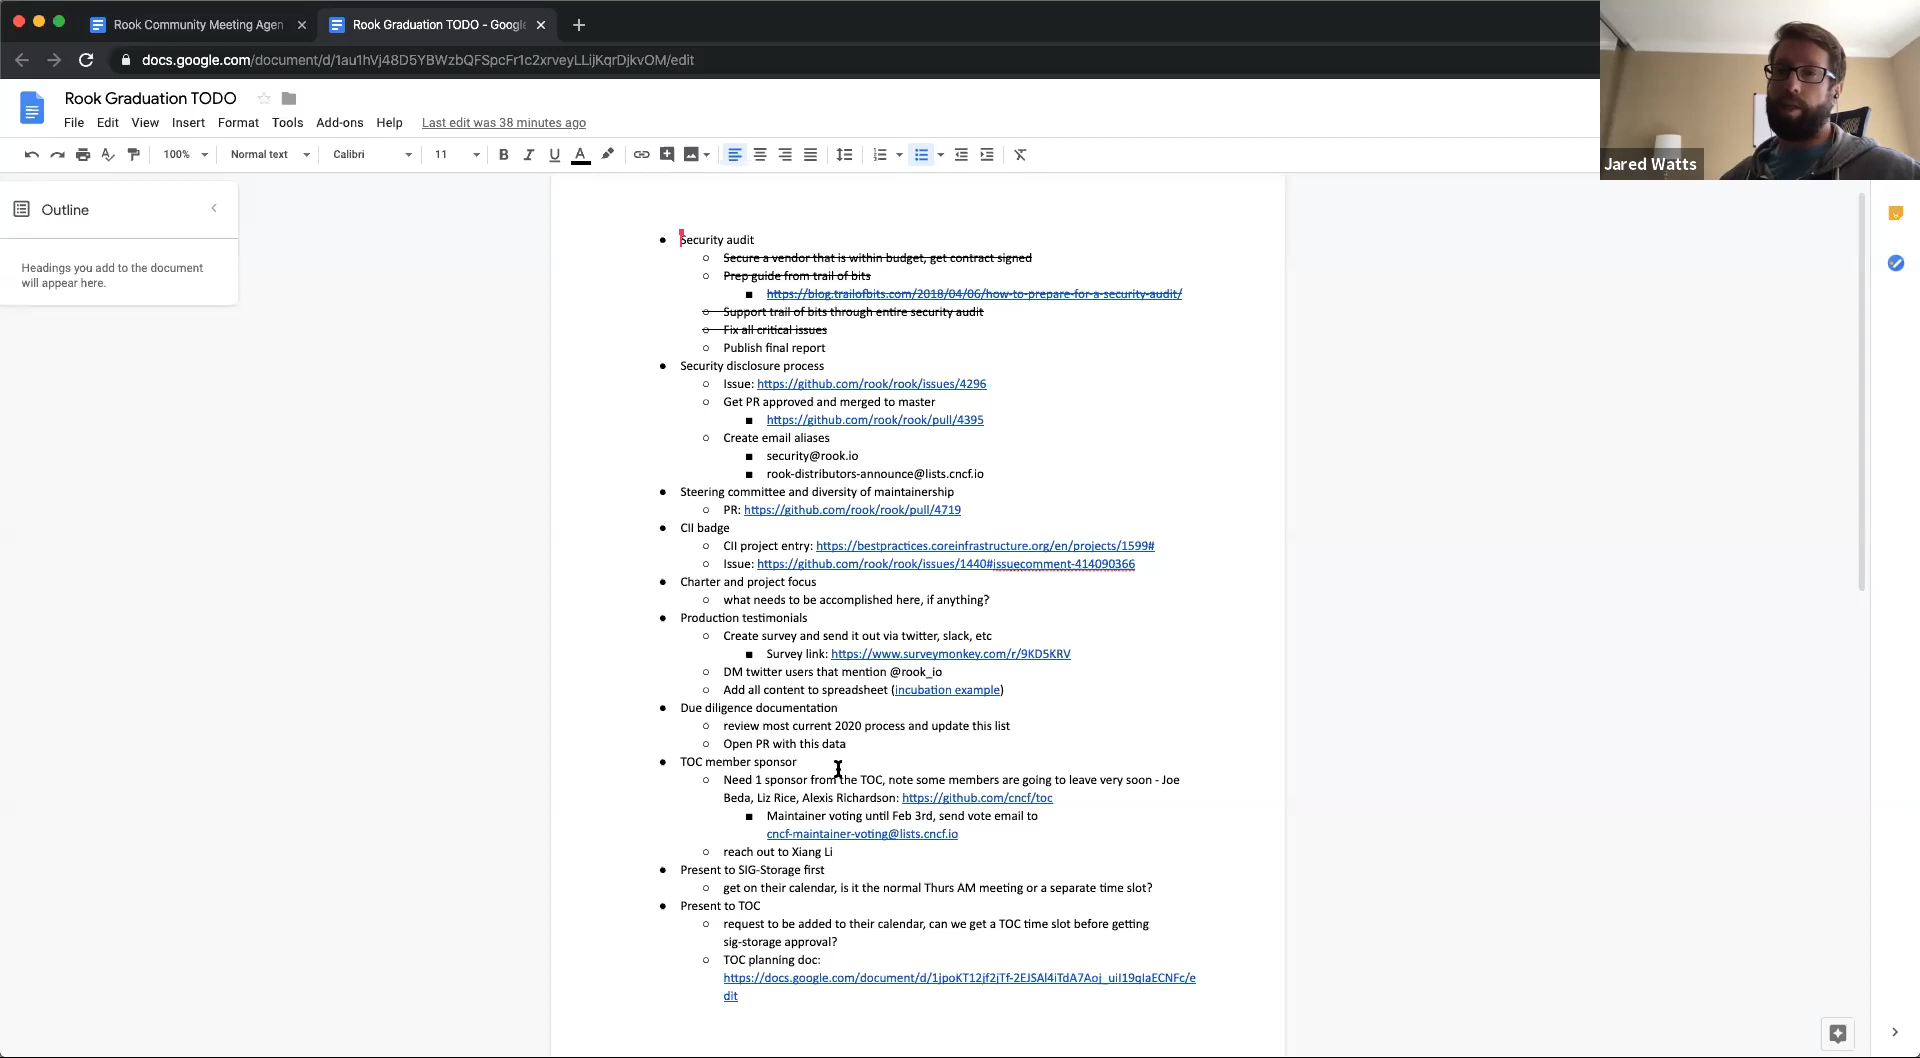 Rook Community Meeting Agen
Rook Graduation TODO - Googl
docs.google.com/document/d/1au1hVj48D5YBWzbQFSpcFr1c2xrveyLLijKqrDjkvOM/edit
Rook Graduation TODO
File Edit View Insert Format Tools Add-ons Help Last edit was 38 minutes ago
100% Normal text Calibri 11 B I U A
Jared Watts
Outline
Headings you add to the document
will appear here.
Security audit
Secure a vendor that is within budget, get contract signed
Prep guide from trail of bits
https://blog.trailofbits.com/2018/04/06/how-to-prepare-for-a-security-audit/
Support trail of bits through entire security audit
Fix all critical issues
Publish final report
Security disclosure process
Issue: https://github.com/rook/rook/issues/4296
Get PR approved and merged to master
https://github.com/rook/rook/pull/4395
Create email aliases
security@rook.io
rook-distributors-announce@lists.cncf.io
Steering committee and diversity of maintainership
PR: https://github.com/rook/rook/pull/4719
CII badge
CII project entry: https://bestpractices.coreinfrastructure.org/en/projects/1599#
Issue: https://github.com/rook/rook/issues/1440#issuecomment-414090366
Charter and project focus
what needs to be accomplished here, if anything?
Production testimonials
Create survey and send it out via twitter, slack, etc
Survey link: https://www.surveymonkey.com/r/9KD5KRV
DM twitter users that mention @rook_io
Add all content to spreadsheet (incubation example)
Due diligence documentation
review most current 2020 process and update this list
Open PR with this data
TOC member sponsor
Need 1 sponsor from the TOC, note some members are going to leave very soon - Joe
Beda, Liz Rice, Alexis Richardson: https://github.com/cncf/toc
Maintainer voting until Feb 3rd, send vote email to
cncf-maintainer-voting@lists.cncf.io
reach out to Xiang Li
Present to SIG-Storage first
get on their calendar, is it the normal Thurs AM meeting or a separate time slot?
Present to TOC
request to be added to their calendar, can we get a TOC time slot before getting
sig-storage approval?
TOC planning doc:
https://docs.google.com/document/d/1jpoKT12jf2jTf-2EJSAl4iTdA7Aoj_uiI19qIaECNFc/e
dit